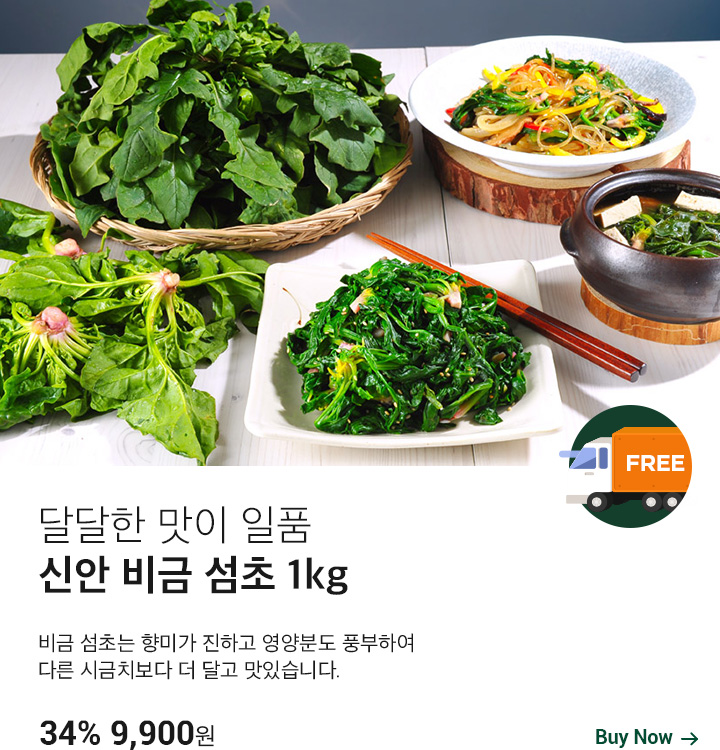 FREE
달달한 맛이 일품
신안 비금 섬초 1kg
비금 섬초는 향미가 진하고 영양분도 풍부하여
다른 시금치보다 더 달고 맛있습니다.
34% 9,900원
Buy Now →